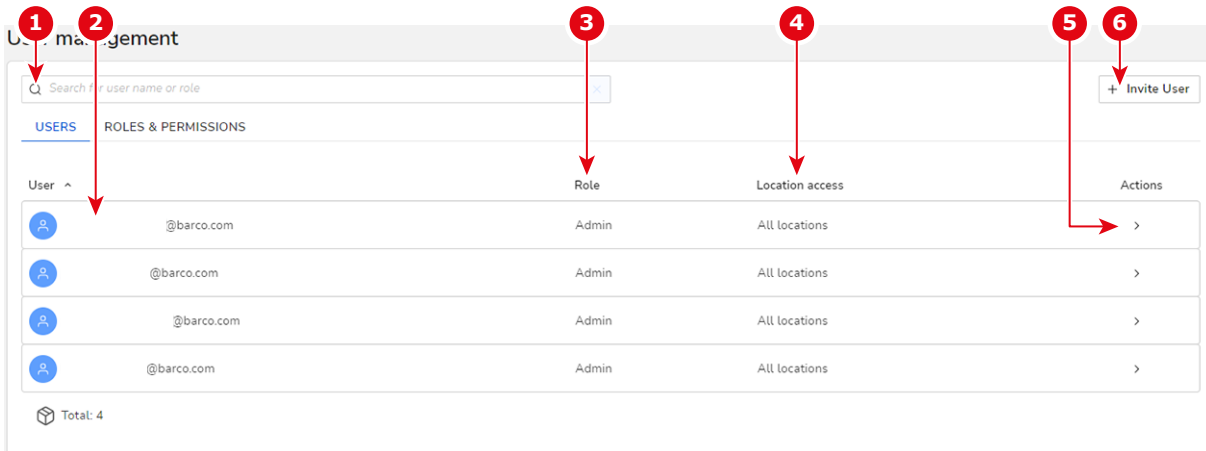 1 2 3 4 5 6
User management
Search for user name or role
+ Invite User
USERS ROLES & PERMISSIONS
User Role Location access Actions
@barco.com Admin All locations
@barco.com Admin All locations
@barco.com Admin All locations
@barco.com Admin All locations
Total: 4